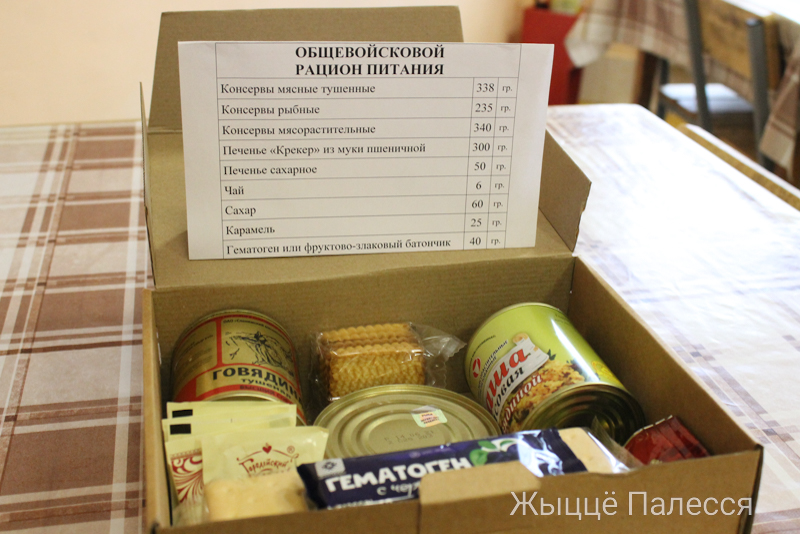 ОБЩЕВОЙСКОВОЙ
РАЦИОН ПИТАНИЯ
Консервы мясные тушенные 338 гр.
Консервы рыбные 235 гр.
Консервы мясорастительные 340 гр.
Печенье «Крекер» из муки пшеничной 300 гр.
Печенье сахарное 50 гр.
Чай 6 гр.
Сахар 60 гр.
Карамель 25 гр.
Гематоген или фруктово-злаковый батончик 40 гр.
ГОВЯДИНА
тушеная
ГЕМАТОГЕН
Жыццё Палесся